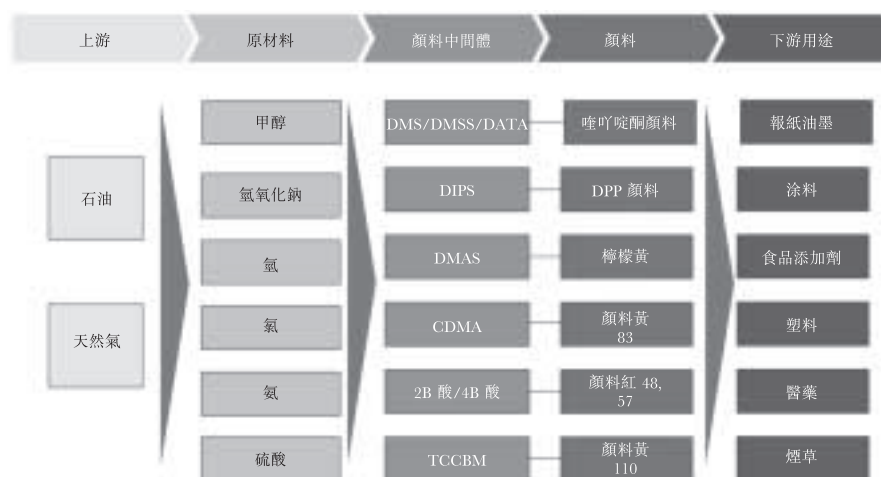 上游
原材料
顏料中間體
顏料
下游用途
石油
天然氣
甲醇
氫氧化鈉
氫
氯
氨
硫酸
DMS/DMSS/DATA
DIPS
DMAS
CDMA
2B 酸/4B 酸
TCCBM
喹吖啶酮顏料
DPP 顏料
檸檬黃
顏料黃
83
顏料紅 48,
57
顏料黃
110
報紙油墨
涂料
食品添加劑
塑料
醫藥
煙草